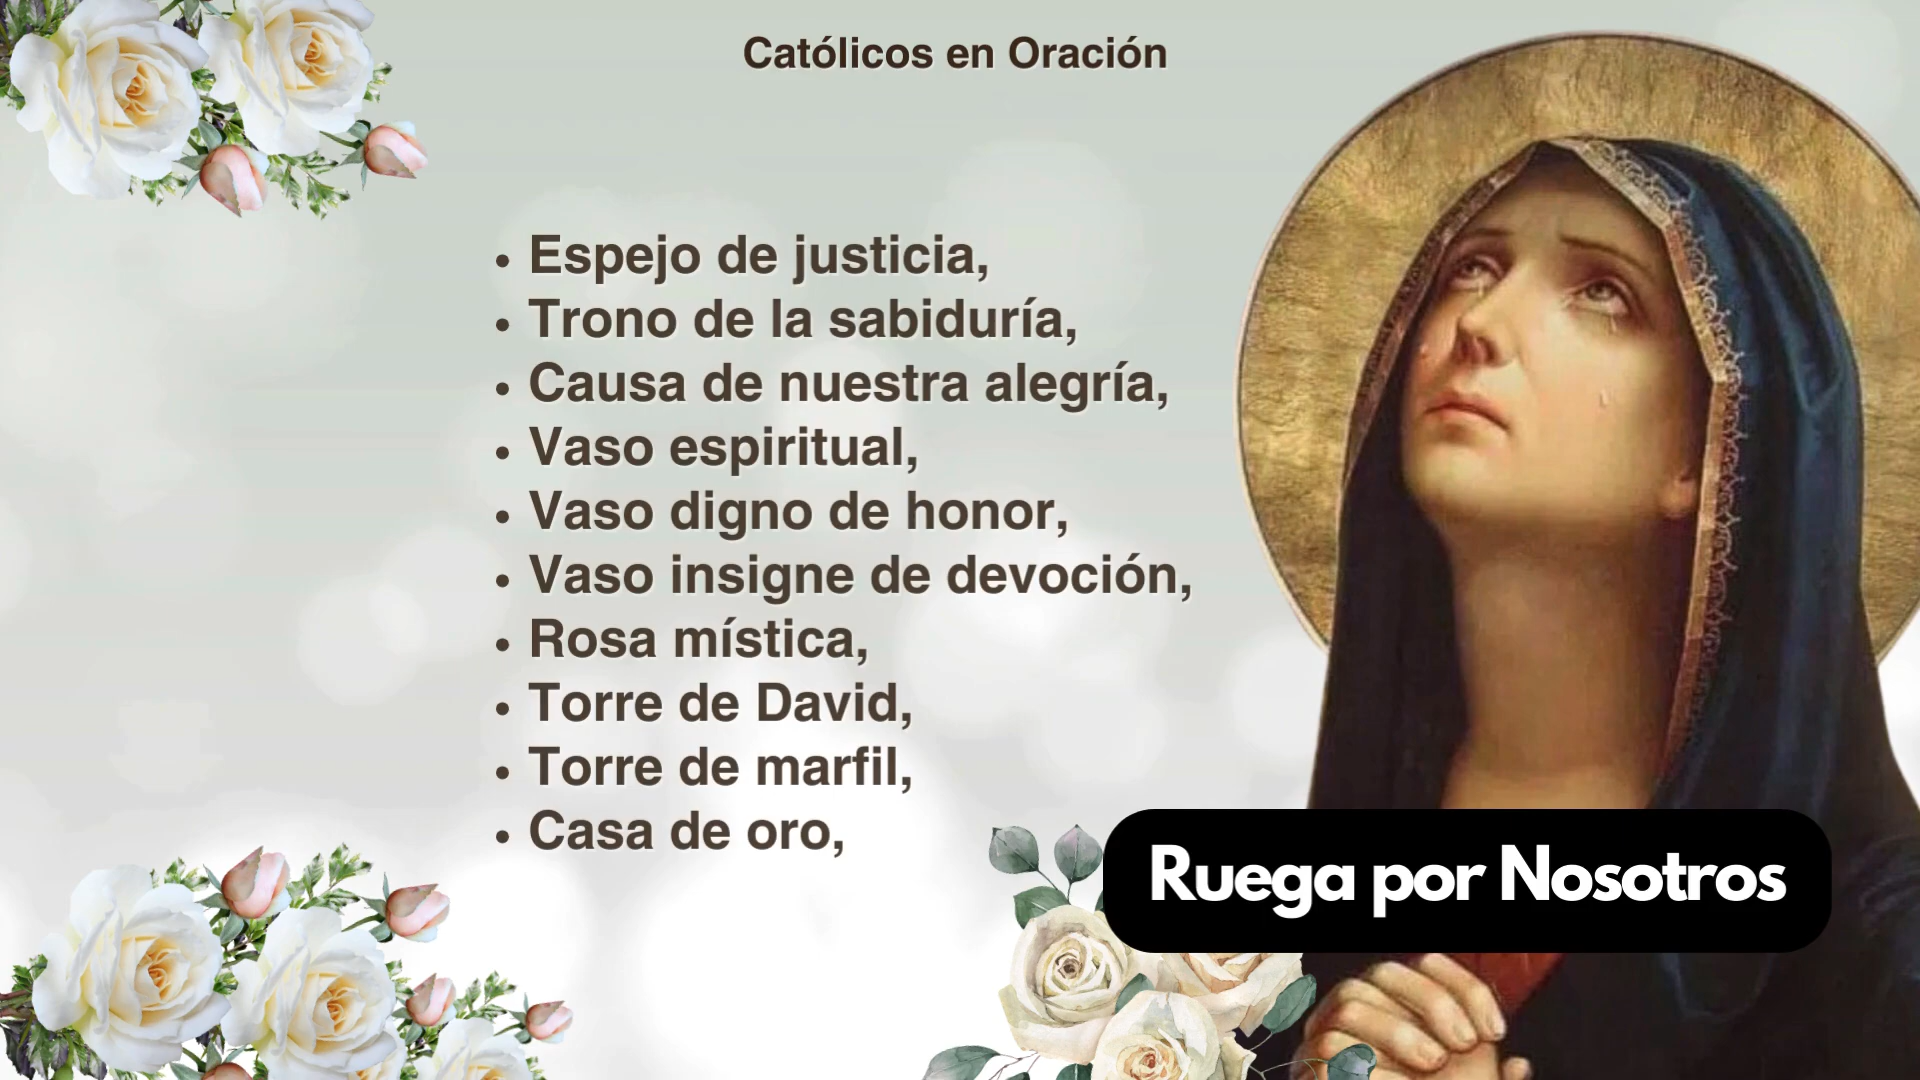 Católicos en Oración
• Espejo de justicia,
• Trono de la sabiduría,
• Causa de nuestra alegría,
• Vaso espiritual,
• Vaso digno de honor,
• Vaso insigne de devoción,
• Rosa mística,
• Torre de David,
• Torre de marfil,
• Casa de oro,
Ruega por Nosotros